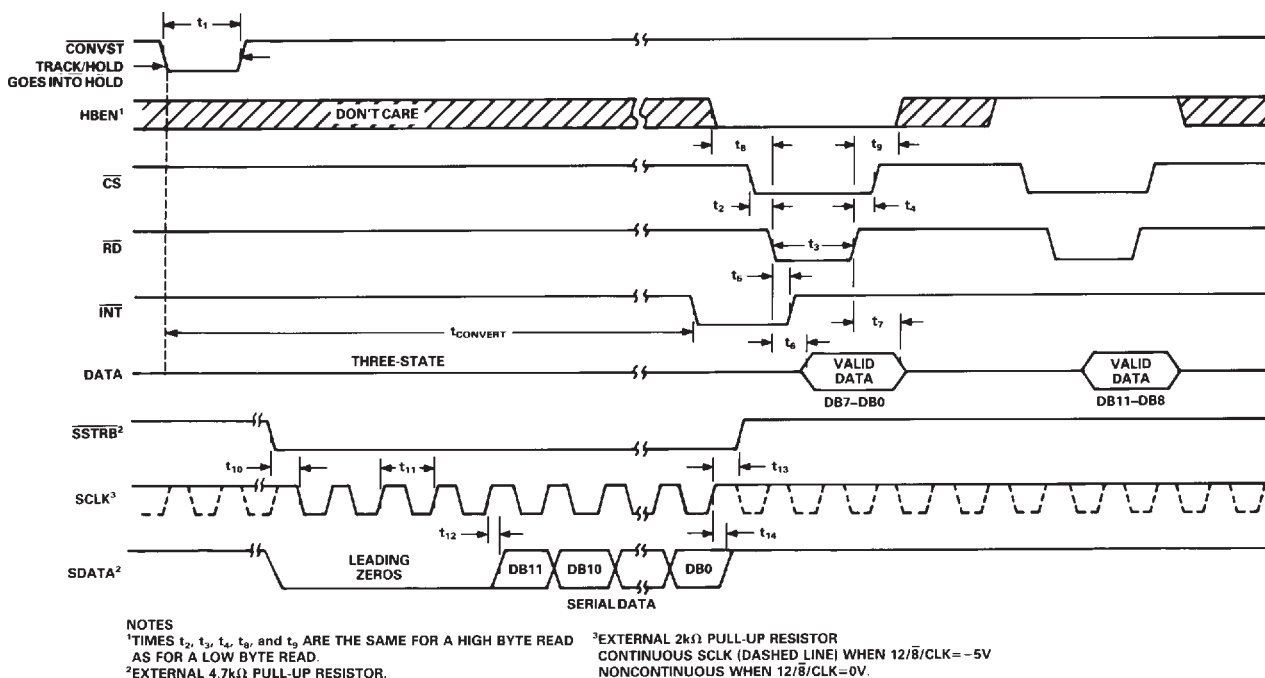 t1
CONVST
TRACK/HOLD
GOES INTO HOLD
HBEN1
DON'T CARE
t8
t9
CS
t2
t4
RD
t3
t5
INT
tCONVERT
t7
t6
THREE-STATE
DATA
VALID
DATA
VALID
DATA
DB7–DB0
DB11–DB8
SSTRB2
t10
t11
t13
SCLK3
t12
t14
SDATA2
LEADING
ZEROS
DB11
DB10
DB0
SERIAL DATA
NOTES
1TIMES t2, t3, t4, t8, and t9 ARE THE SAME FOR A HIGH BYTE READ
AS FOR A LOW BYTE READ.
2EXTERNAL 4.7kΩ PULL-UP RESISTOR.
3EXTERNAL 2kΩ PULL-UP RESISTOR
CONTINUOUS SCLK (DASHED LINE) WHEN 12/8̅/CLK=–5V
NONCONTINUOUS WHEN 12/8̅/CLK=0V.